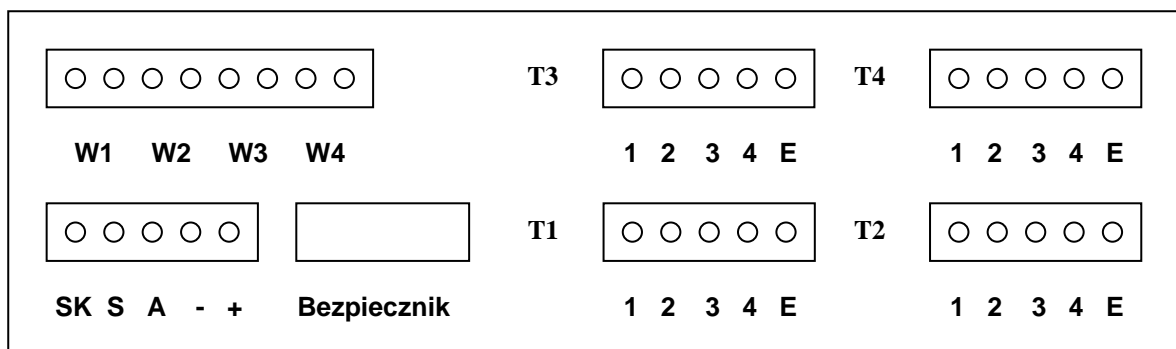 T3 T4
W1 W2 W3 W4 1 2 3 4 E 1 2 3 4 E
T1 T2
SK S A - + Bezpiecznik 1 2 3 4 E 1 2 3 4 E